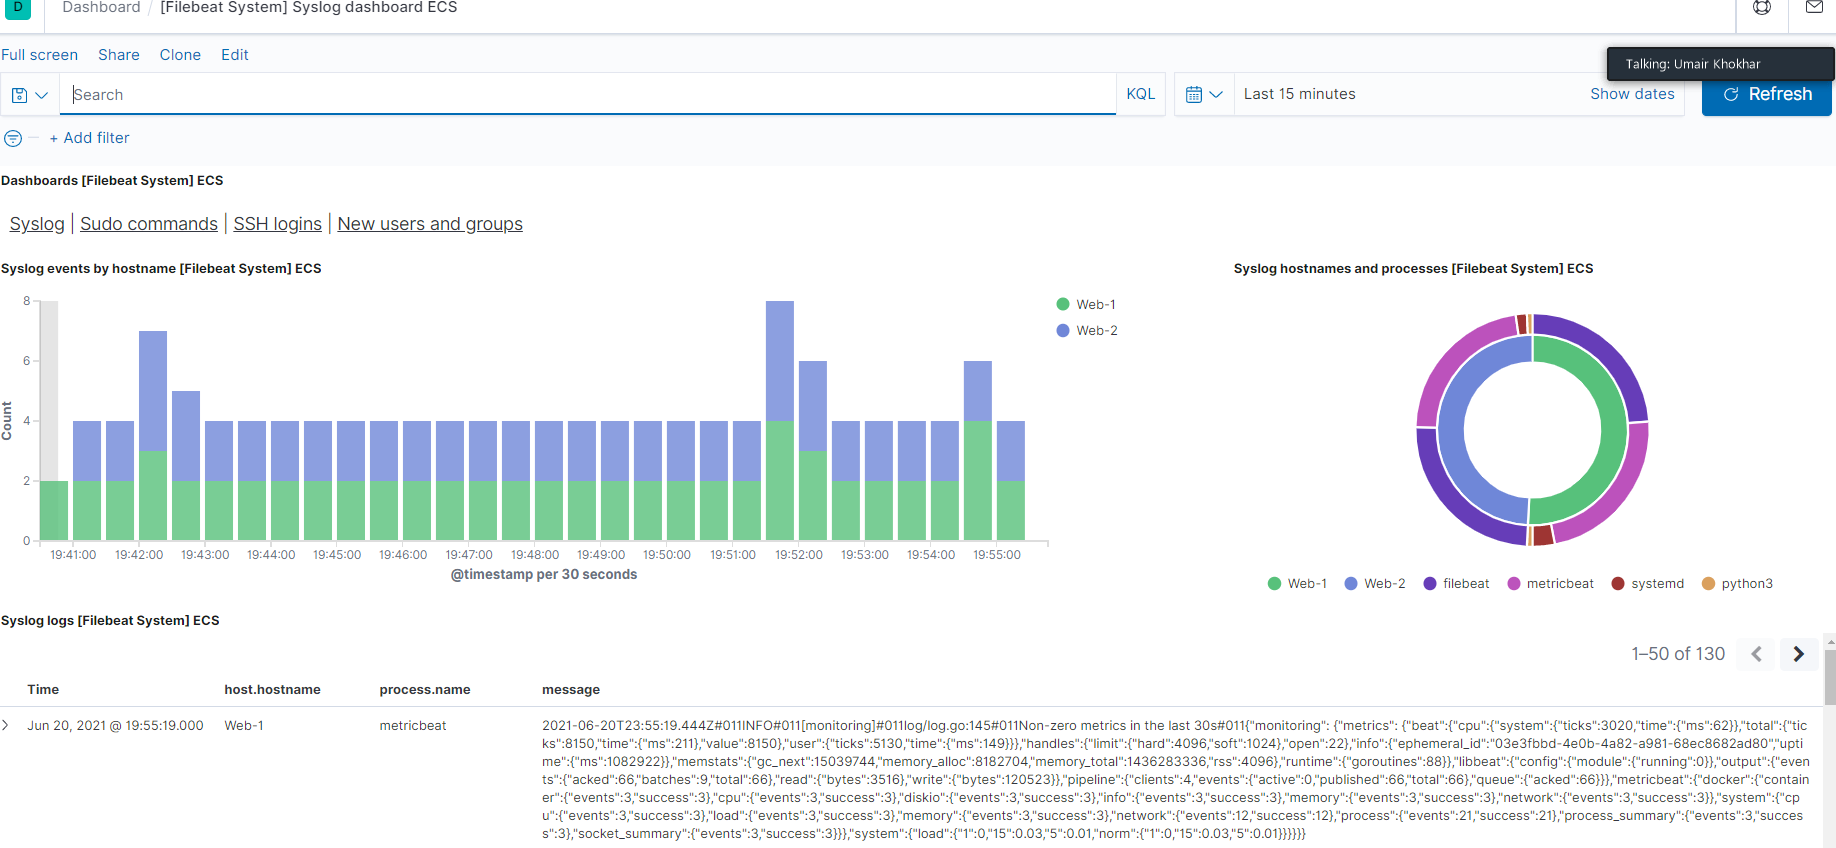 D Dashboard / [Filebeat System] Syslog dashboard ECS
Full screen Share Clone Edit
Talking: Umair Khokhar
Search KQL Last 15 minutes Show dates Refresh
+ Add filter
Dashboards [Filebeat System] ECS
Syslog | Sudo commands | SSH logins | New users and groups
Syslog events by hostname [Filebeat System] ECS
8
6
4
2
0
Count
19:41:00 19:42:00 19:43:00 19:44:00 19:45:00 19:46:00 19:47:00 19:48:00 19:49:00 19:50:00 19:51:00 19:52:00 19:53:00 19:54:00 19:55:00
@timestamp per 30 seconds
Web-1
Web-2
Syslog hostnames and processes [Filebeat System] ECS
Web-1 Web-2 filebeat metricbeat systemd python3
Syslog logs [Filebeat System] ECS
1–50 of 130
Time host.hostname process.name message
Jun 20, 2021 @ 19:55:19.000 Web-1 metricbeat 2021-06-20T23:55:19.444Z#011INFO#011[monitoring]#011log/log.go:145#011Non-zero metrics in the last 30s#011{"monitoring": {"metrics": {"beat":{"cpu":{"system":{"ticks":3020,"time":{"ms":62}},"total":{"tic
ks":8150,"time":{"ms":211},"value":8150},"user":{"ticks":5130,"time":{"ms":149}}},"handles":{"limit":{"hard":4096,"soft":1024},"open":22},"info":{"ephemeral_id":"03e3fbbd-4e0b-4a82-a981-68ec8682ad80","upti
me":{"ms":1082922}},"memstats":{"gc_next":15039744,"memory_alloc":8182704,"memory_total":1436283336,"rss":4096},"runtime":{"goroutines":88}},"libbeat":{"config":{"module":{"running":0}},"output":{"even
ts":{"acked":66,"batches":9,"total":66},"read":{"bytes":3516},"write":{"bytes":120523}},"pipeline":{"clients":4,"events":{"active":0,"published":66,"total":66},"queue":{"acked":66}}},"metricbeat":{"docker":{"contain
er":{"events":3,"success":3},"cpu":{"events":3,"success":3},"diskio":{"events":3,"success":3},"info":{"events":3,"success":3},"memory":{"events":3,"success":3},"network":{"events":3,"success":3}},"system":{"cp
u":{"events":3,"success":3},"load":{"events":3,"success":3},"memory":{"events":3,"success":3},"network":{"events":12,"success":12},"process":{"events":21,"success":21},"process_summary":{"events":3,"succes
s":3},"socket_summary":{"events":3,"success":3}}},"system":{"load":{"1":0,"15":0.03,"5":0.01,"norm":{"1":0,"15":0.03,"5":0.01}}}}}}